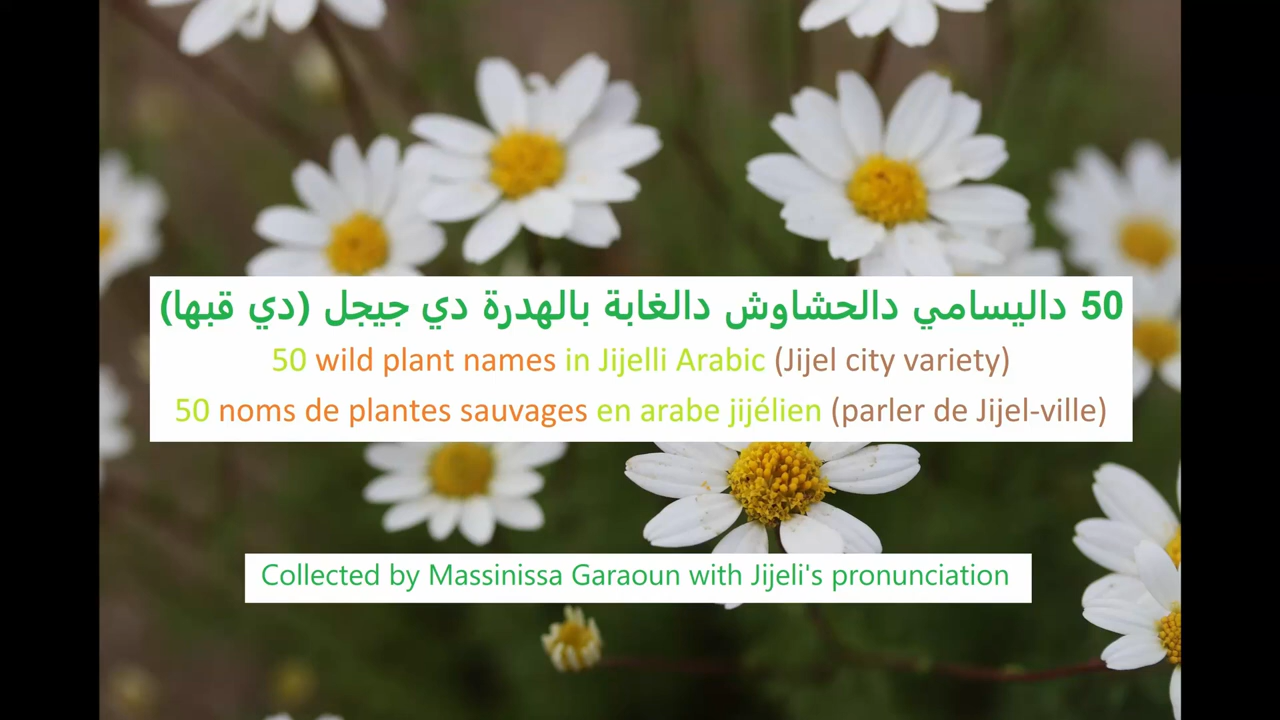 50 داليسامي دالحشاوش دالغابة بالهدرة دي جيجل (دي قبها)
50 wild plant names in Jijelli Arabic (Jijel city variety)
50 noms de plantes sauvages en arabe jijélien (parler de Jijel-ville)
Collected by Massinissa Garaoun with Jijeli's pronunciation